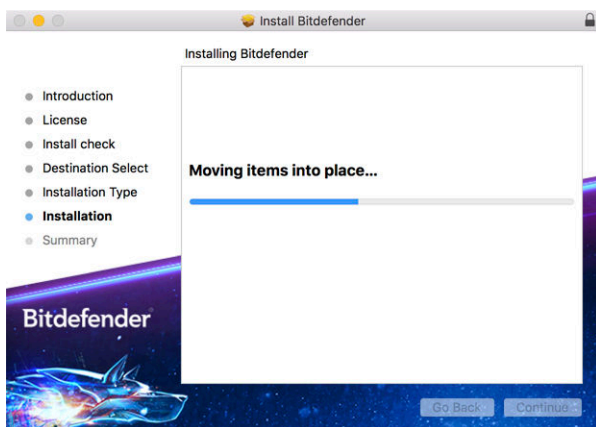 Install Bitdefender
Installing Bitdefender
Introduction
License
Install check
Destination Select
Installation Type
Installation
Summary
Moving items into place...
Bitdefender
Go Back
Continue